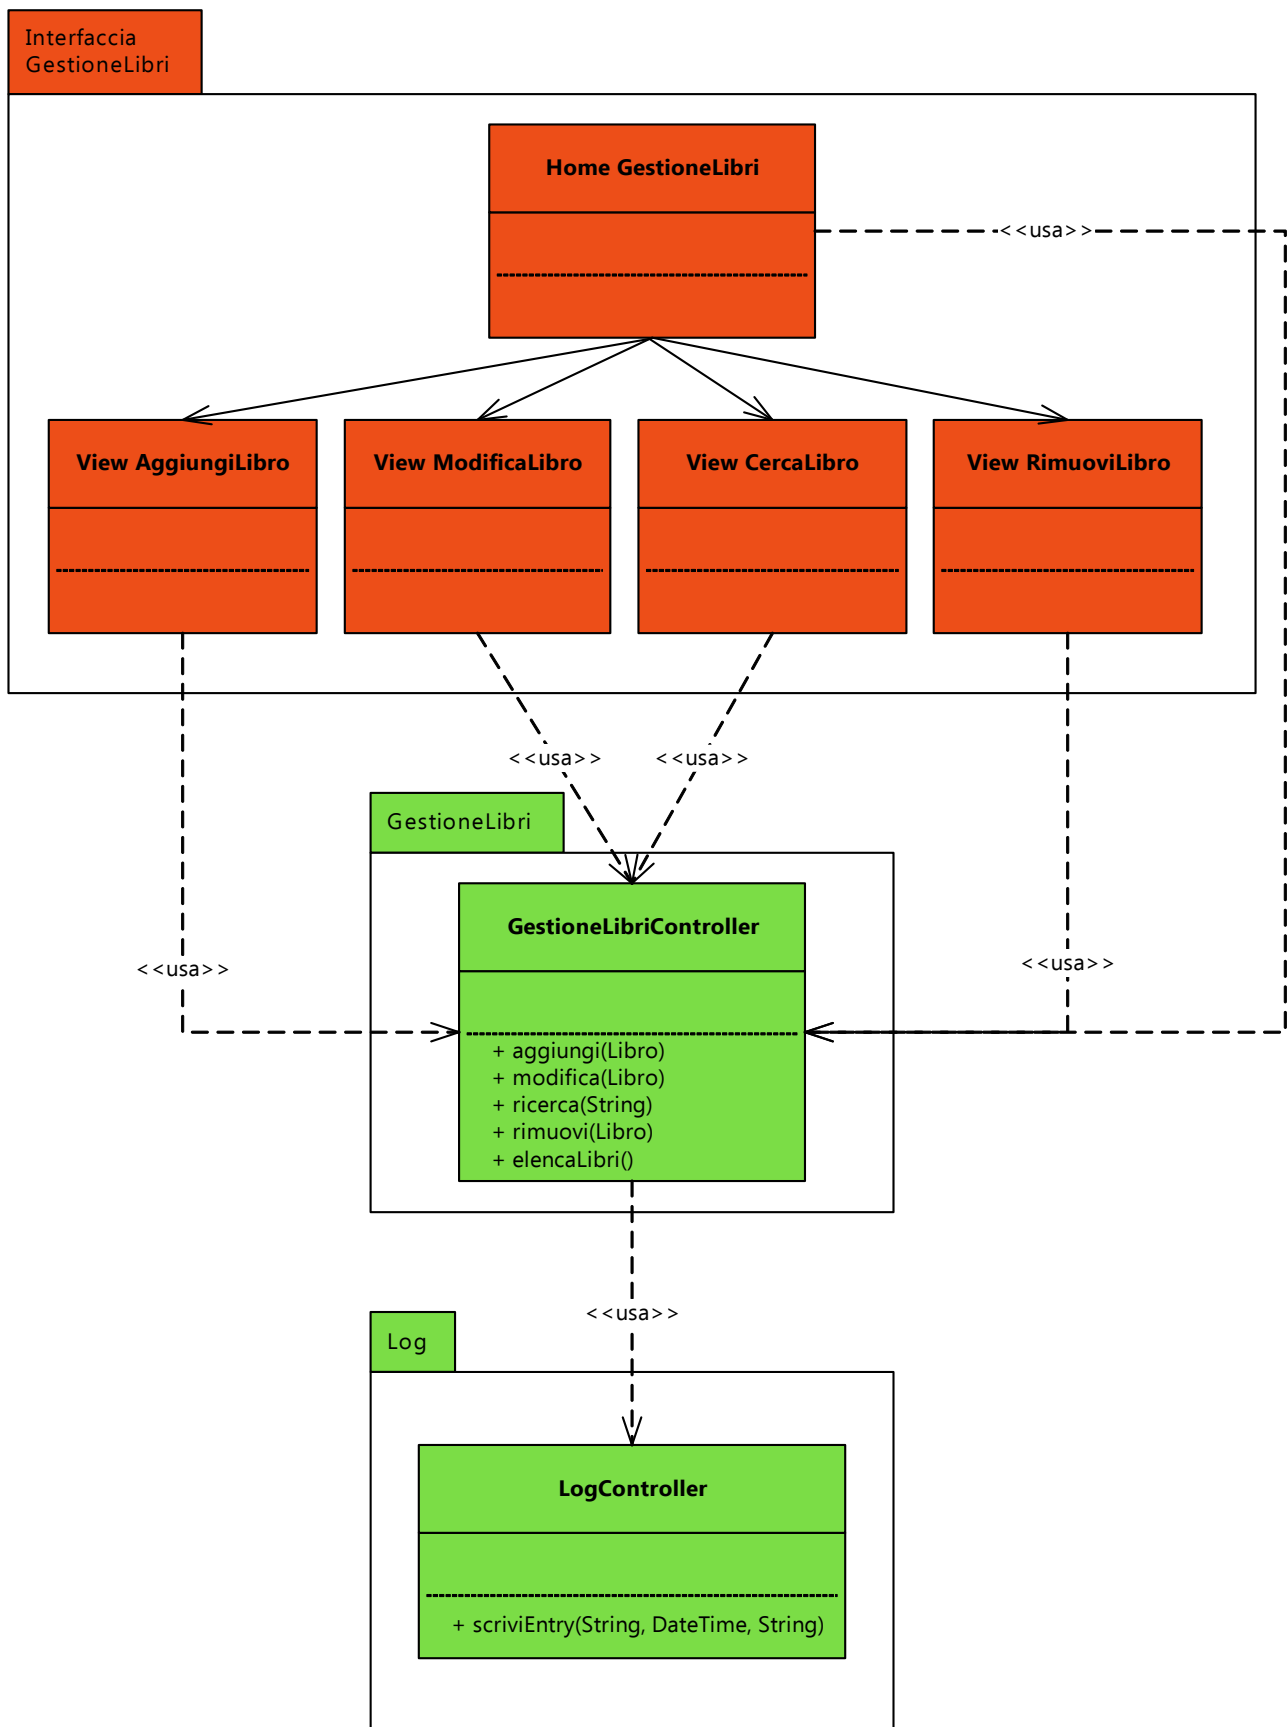 Interfaccia
GestioneLibri
Home GestioneLibri
<<usa>>
View AggiungiLibro
View ModificaLibro
View CercaLibro
View RimuoviLibro
<<usa>>
<<usa>>
GestioneLibri
GestioneLibriController
<<usa>>
<<usa>>
+ aggiungi(Libro)
+ modifica(Libro)
+ ricerca(String)
+ rimuovi(Libro)
+ elencaLibri()
<<usa>>
Log
LogController
+ scriviEntry(String, DateTime, String)